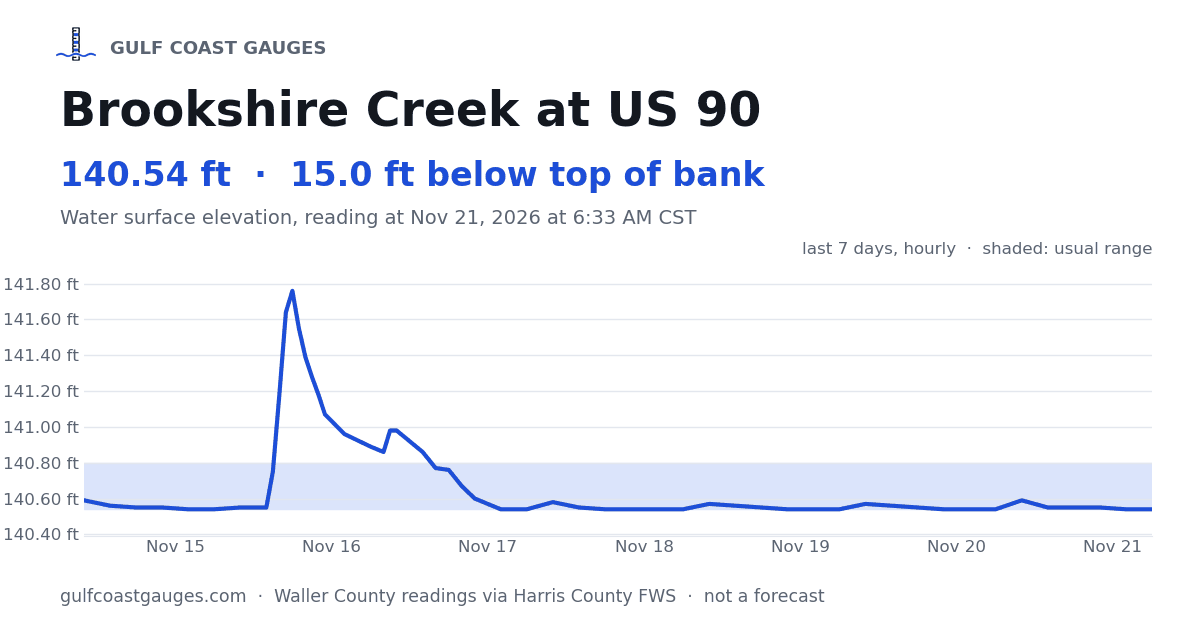 GULF COAST GAUGES
Brookshire Creek at US 90
140.54 ft · 15.0 ft below top of bank
Water surface elevation, reading at Nov 21, 2026 at 6:33 AM CST
last 7 days, hourly · shaded: usual range
141.80 ft
141.60 ft
141.40 ft
141.20 ft
141.00 ft
140.80 ft
140.60 ft
140.40 ft
Nov 15 Nov 16 Nov 17 Nov 18 Nov 19 Nov 20 Nov 21
gulfcoastgauges.com · Waller County readings via Harris County FWS · not a forecast